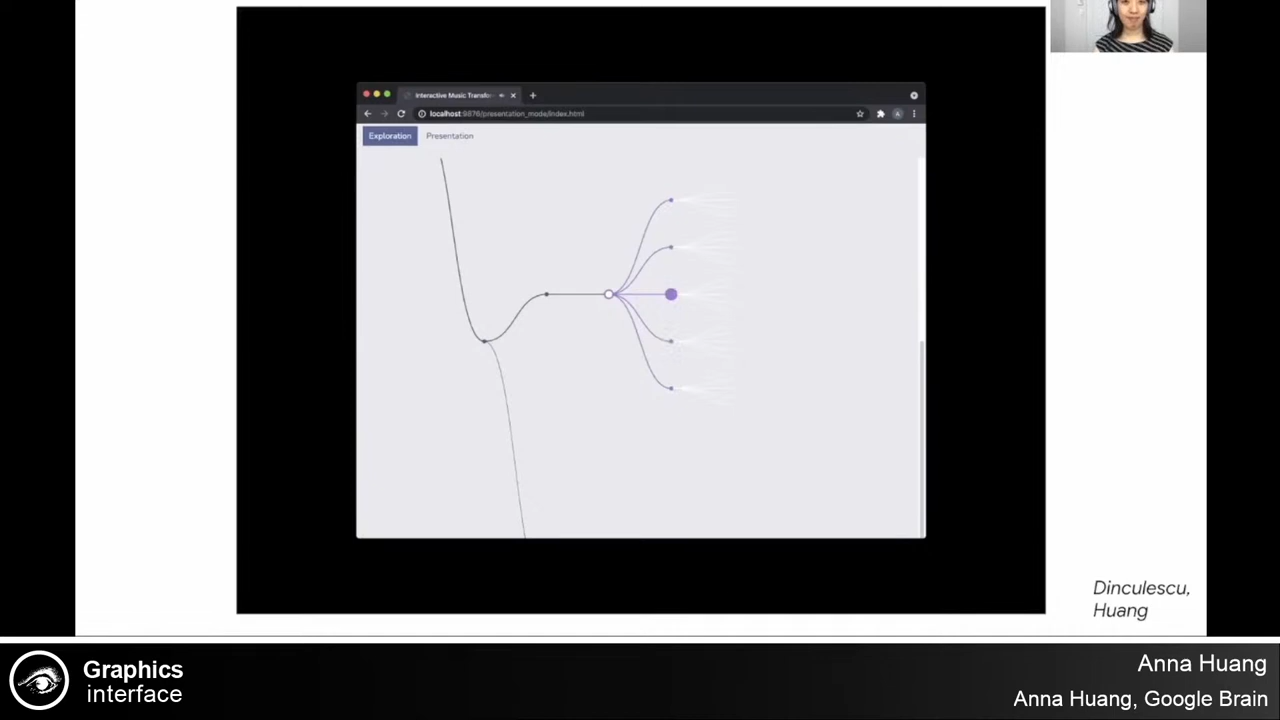 Interactive Music Transfo
localhost:9876/presentation_mode/index.html
A
Exploration
Presentation
Dinculescu,
Huang
Graphics
interface
Anna Huang
Anna Huang, Google Brain